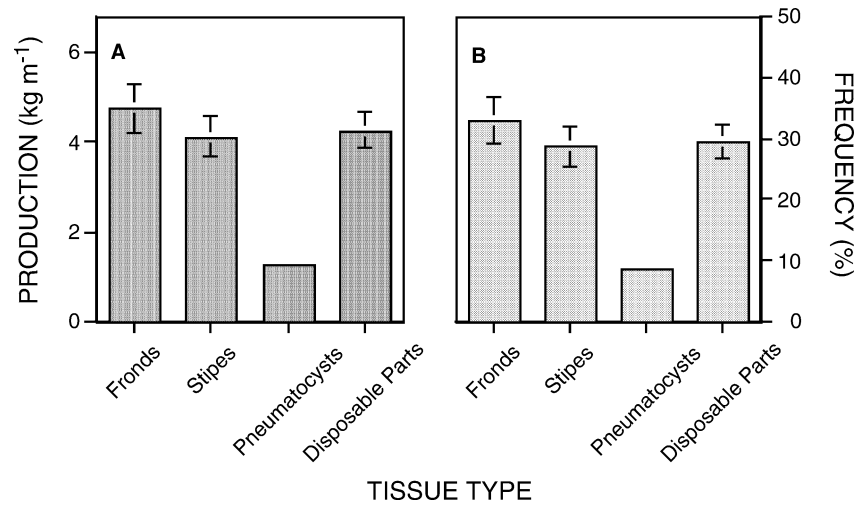 A
B
PRODUCTION (kg m-1)
6
4
2
0
50
40
30
20
10
0
FREQUENCY (%)
Fronds
Stipes
Pneumatocysts
Disposable Parts
Fronds
Stipes
Pneumatocysts
Disposable Parts
TISSUE TYPE